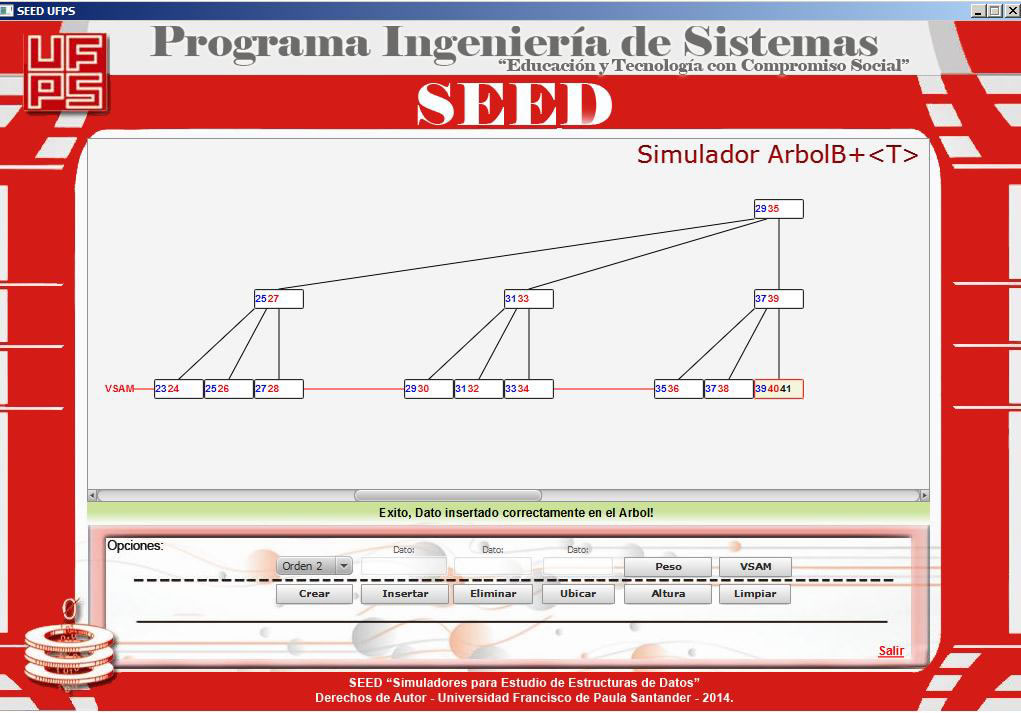 SEED UFPS
UFPS
Programa Ingeniería de Sistemas
“Educación y Tecnología con Compromiso Social”
SEED
Simulador ArbolB+<T>
29 35
25 27 31 33 37 39
VSAM 23 24 25 26 27 28 29 30 31 32 33 34 35 36 37 38 39 40 41
Exito, Dato insertado correctamente en el Arbol!
Opciones:
Dato: Dato: Dato:
Orden 2 Peso VSAM
Crear Insertar Eliminar Ubicar Altura Limpiar
Salir
SEED “Simuladores para Estudio de Estructuras de Datos”
Derechos de Autor - Universidad Francisco de Paula Santander - 2014.